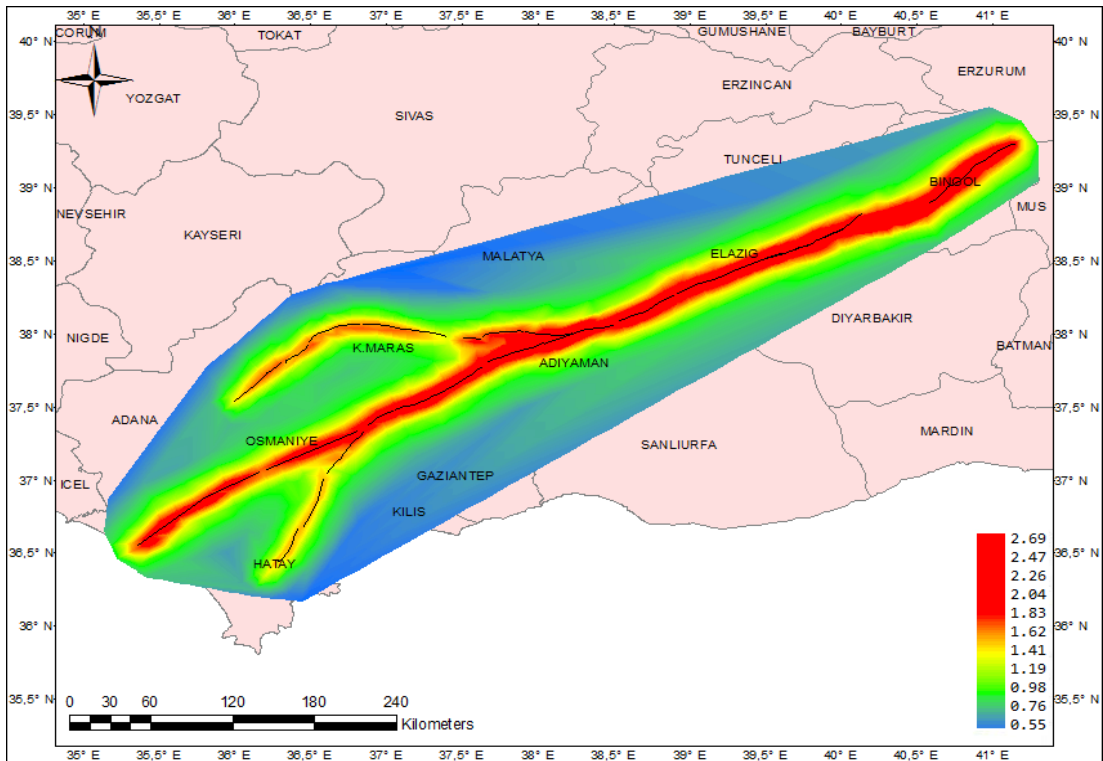 35° E 35,5° E 36° E 36,5° E 37° E 37,5° E 38° E 38,5° E 39° E 39,5° E 40° E 40,5° E 41° E
CORUM TOKAT GUMUSHANE BAYBURT
40° N 40° N
N
ERZURUM
YOZGAT ERZINCAN
39,5° N SIVAS 39,5° N
TUNCELI
39° N BINGOL 39° N
NEVSEHIR MUS
KAYSERI
38,5° N MALATYA ELAZIG 38,5° N
DIYARBAKIR
38° N NIGDE K.MARAS BATMAN 38° N
ADIYAMAN
37,5° N ADANA 37,5° N
OSMANIYE SANLIURFA MARDIN
37° N ICEL GAZIANTEP 37° N
KILIS
36,5° N HATAY 36,5° N
2.69
2.47
2.26
2.04
36° N 1.83 36° N
1.62
1.41
1.19
35,5° N 0.98 35,5° N
0.76
0.55
0 30 60 120 180 240
Kilometers
35° E 35,5° E 36° E 36,5° E 37° E 37,5° E 38° E 38,5° E 39° E 39,5° E 40° E 40,5° E 41° E